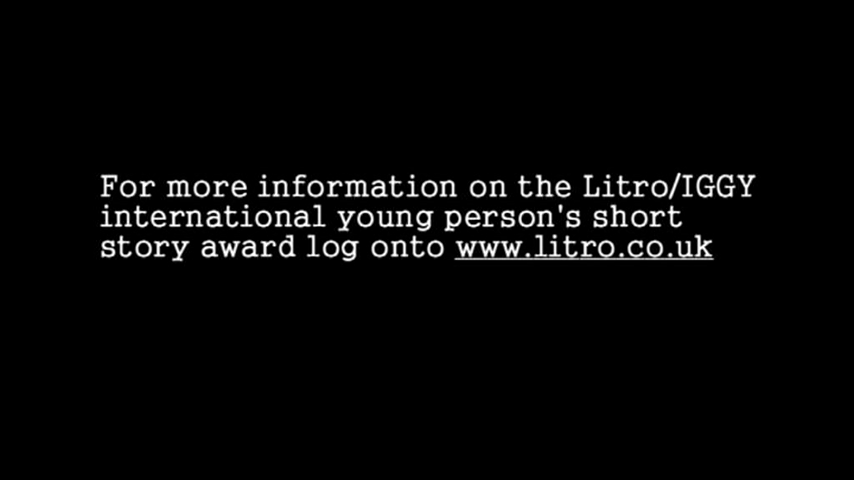 For more information on the Litro/IGGY
international young person's short
story award log onto www.litro.co.uk